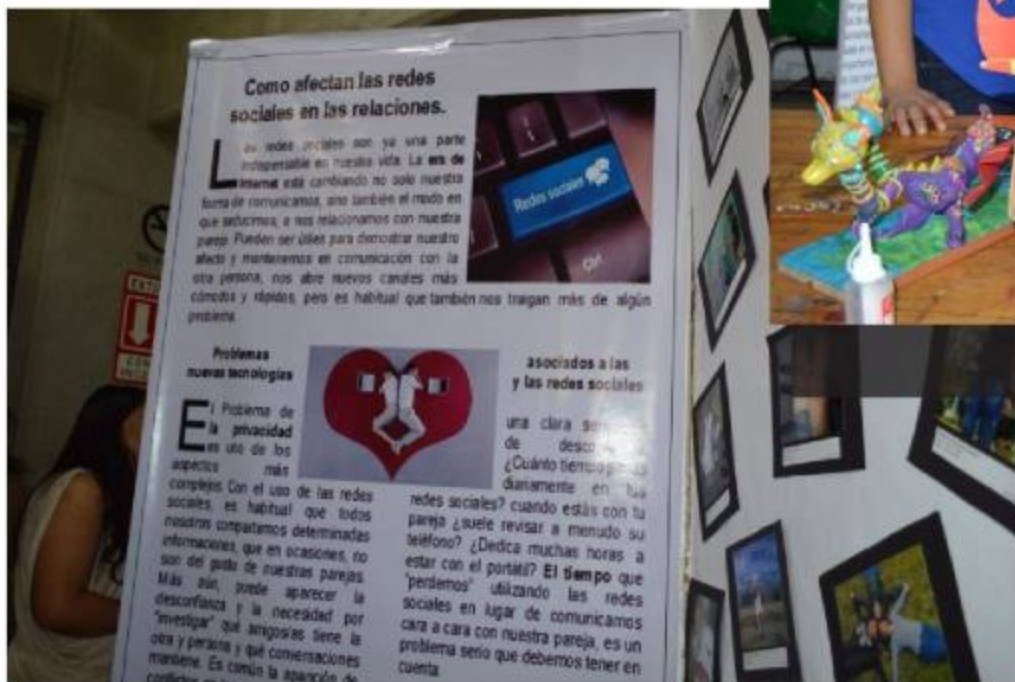 Como afectan las redes
sociales en las relaciones.
Las redes sociales son ya una parte
indispensable en nuestra vida. La era de
Internet está cambiando no solo nuestra
forma de comunicarnos, sino también el modo en
que seducimos, o nos relacionamos con nuestra
pareja. Pueden ser útiles para demostrar nuestro
afecto y mantenernos en comunicación con la
otra persona, nos abre nuevos canales más
cómodos y rápidos, pero es habitual que también nos traigan más de algún
problema.
Redes sociales
Ctrl
Problemas
nuevas tecnologías
asociados a las
y las redes sociales
El Problema de
la privacidad
es uno de los
aspectos más
complejos. Con el uso de las redes
sociales, es habitual que todos
nosotros compartamos determinadas
informaciones, que en ocasiones, no
son del gusto de nuestras parejas.
Más aún, puede aparecer la
desconfianza y la necesidad por
"investigar" qué amigos/as tiene la
otra y persona y qué conversaciones
mantiene. Es común la aparición de
una clara
de
¿Cuánto tiempo
diariamente en tus
redes sociales? cuando estás con tu
pareja ¿suele revisar a menudo su
teléfono? ¿Dedica muchas horas a
estar con el portátil? El tiempo que
"perdemos" utilizando las redes
sociales en lugar de comunicarnos
cara a cara con nuestra pareja, es un
problema serio que debemos tener en
cuenta.